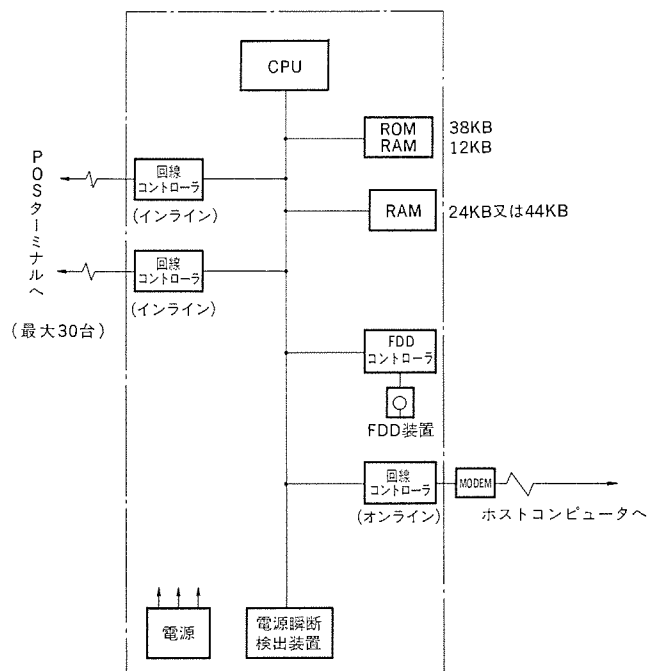 CPU
ROM
RAM
38KB
12KB
RAM
24KB又は44KB
POSターミナルへ
(最大30台)
回線
コントローラ
(インライン)
回線
コントローラ
(インライン)
FDD
コントローラ
FDD装置
回線
コントローラ
(オンライン)
MODEM
ホストコンピュータへ
電源
電源瞬断
検出装置